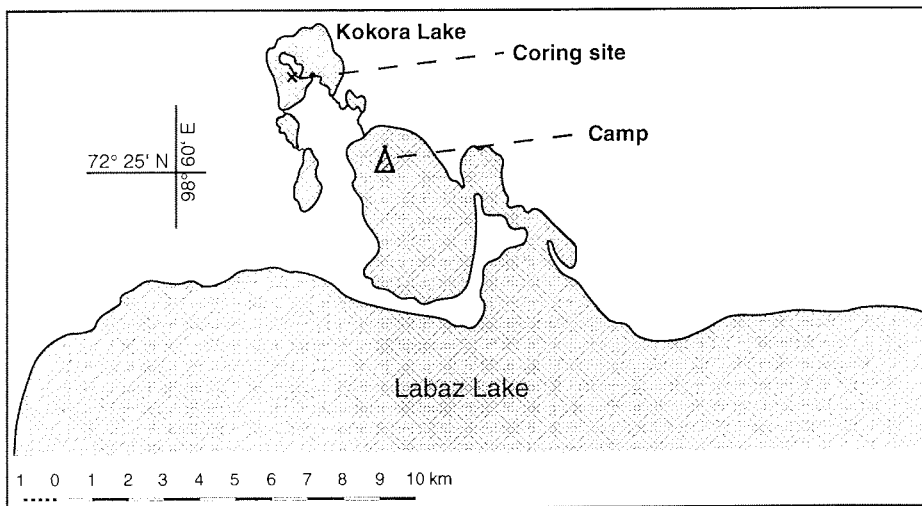 Kokora Lake
Coring site
Camp
72° 25' N
98° 60' E
Labaz Lake
1 0 1 2 3 4 5 6 7 8 9 10 km